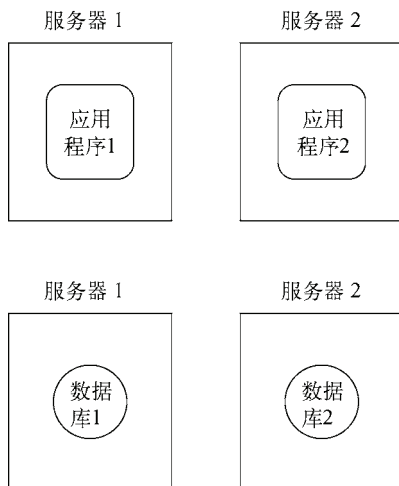 服务器 1
服务器 2
应用
程序1
应用
程序2
服务器 1
服务器 2
数据
库1
数据
库2